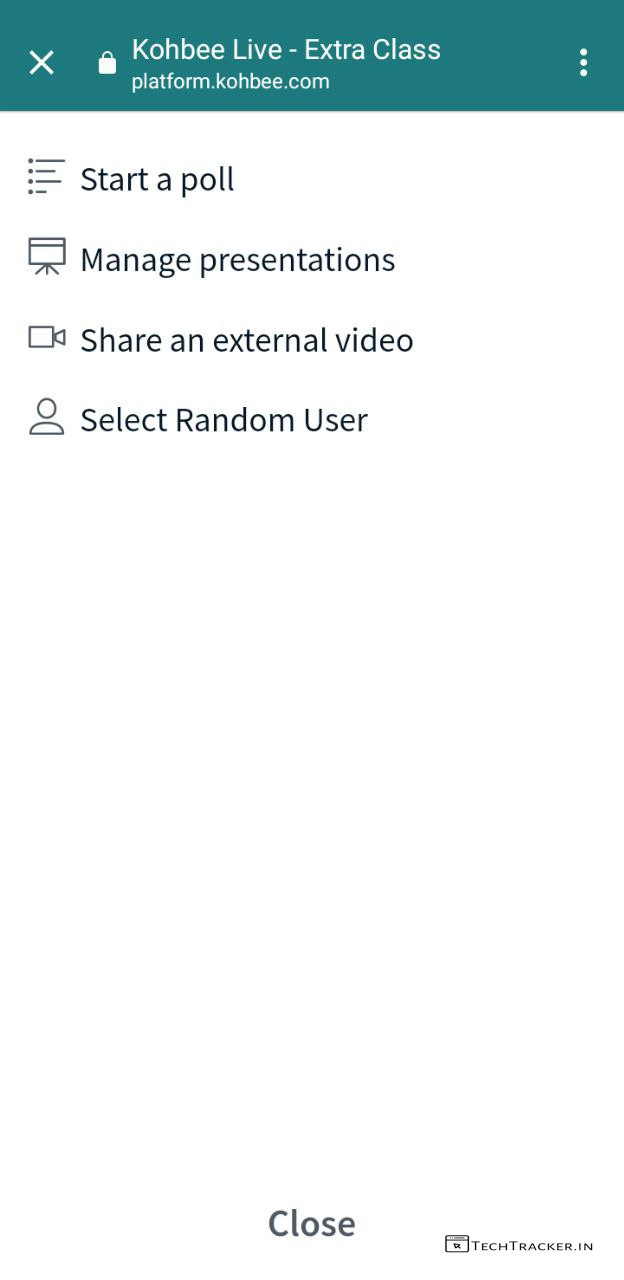 Kohbee Live - Extra Class
platform.kohbee.com
Start a poll
Manage presentations
Share an external video
Select Random User
Close
TECHTRACKER.IN